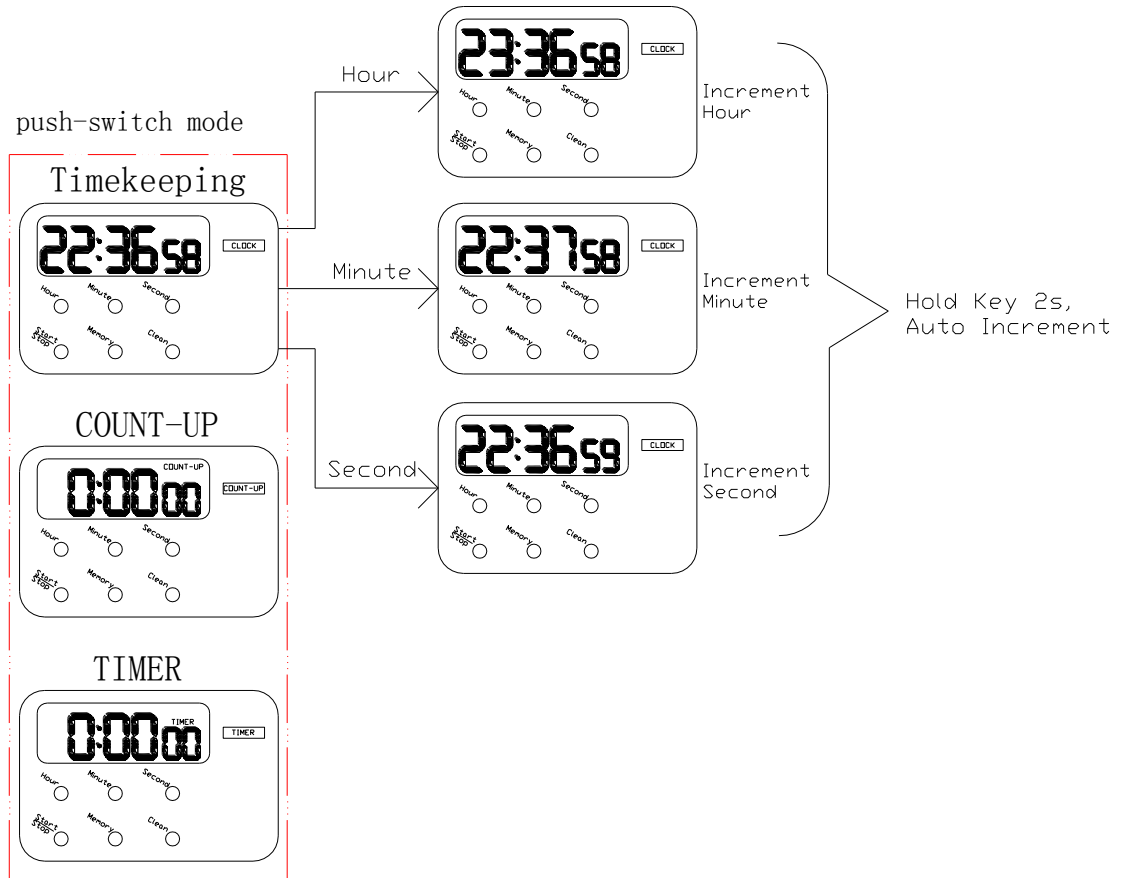 push-switch mode
Timekeeping
22:36 58
CLOCK
Hour Minute Second
Start Memory Clean
Stop
COUNT-UP
COUNT-UP
0:00 00
COUNT-UP
Hour Minute Second
Start Memory Clean
Stop
TIMER
TIMER
0:00 00
TIMER
Hour Minute Second
Start Memory Clean
Stop
Hour
23:36 58
CLOCK
Hour Minute Second
Start Memory Clean
Stop
Increment
Hour
Minute
22:37 58
CLOCK
Hour Minute Second
Start Memory Clean
Stop
Increment
Minute
Second
22:36 59
CLOCK
Hour Minute Second
Start Memory Clean
Stop
Increment
Second
Hold Key 2s,
Auto Increment